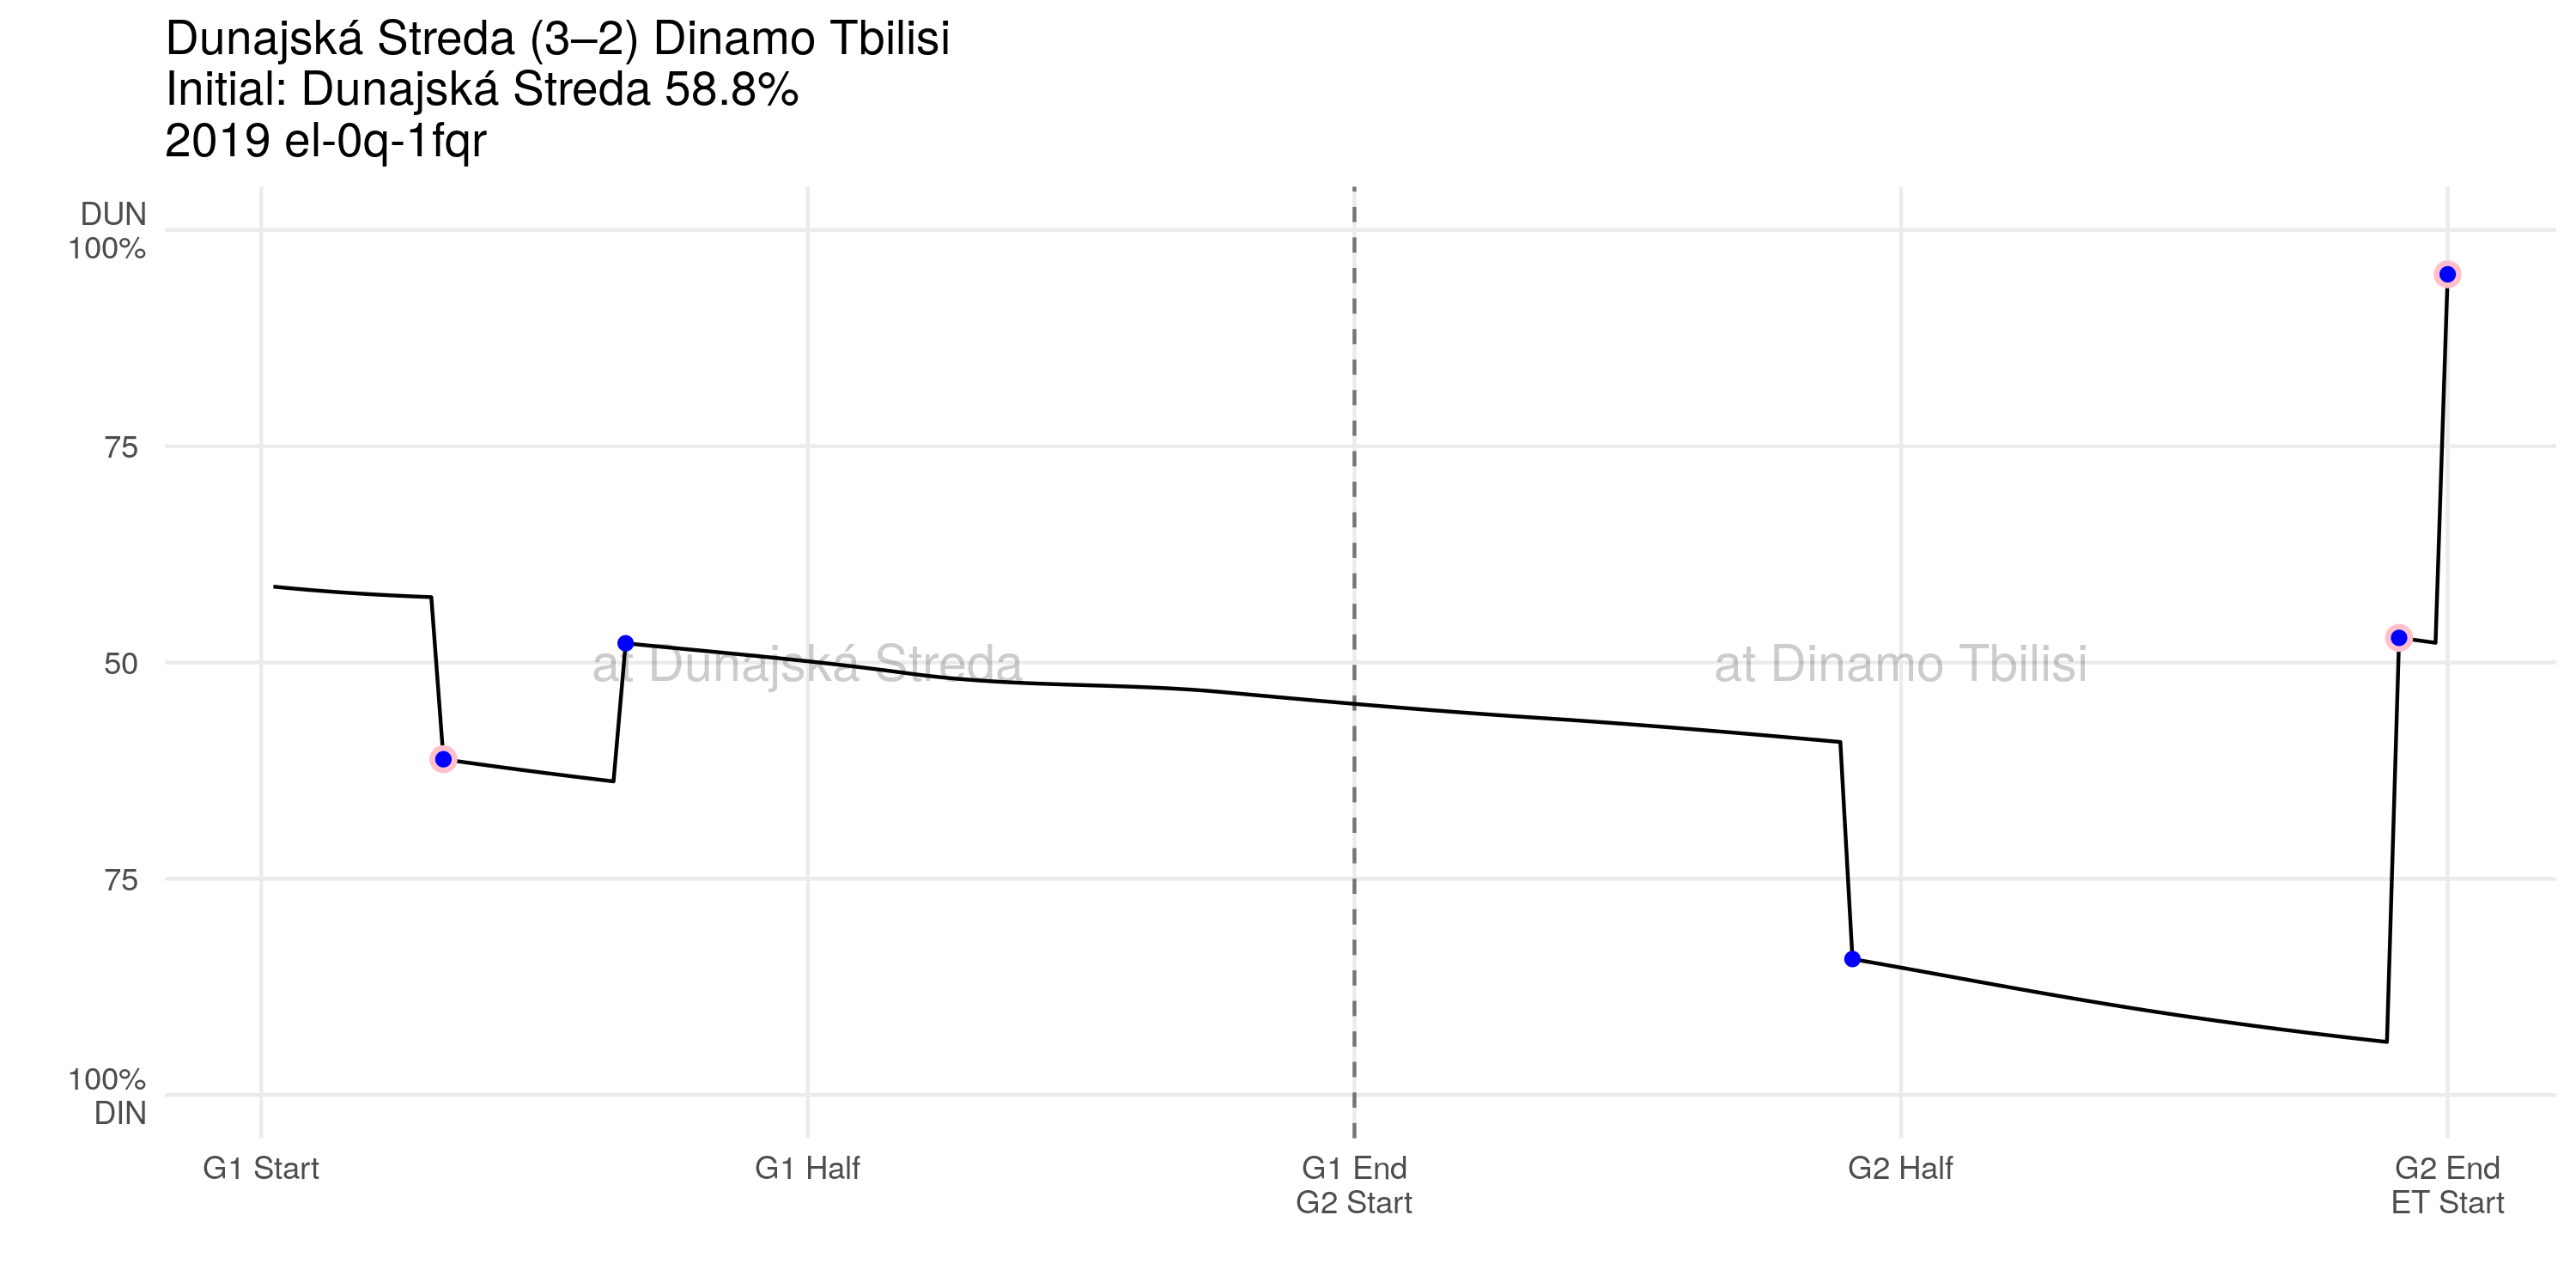 Dunajská Streda (3–2) Dinamo Tbilisi
Initial: Dunajská Streda 58.8%
2019 el-0q-1fqr
DUN
100%
75
50
75
100%
DIN
at Dunajská Streda
at Dinamo Tbilisi
G1 Start
G1 Half
G1 End
G2 Start
G2 Half
G2 End
ET Start